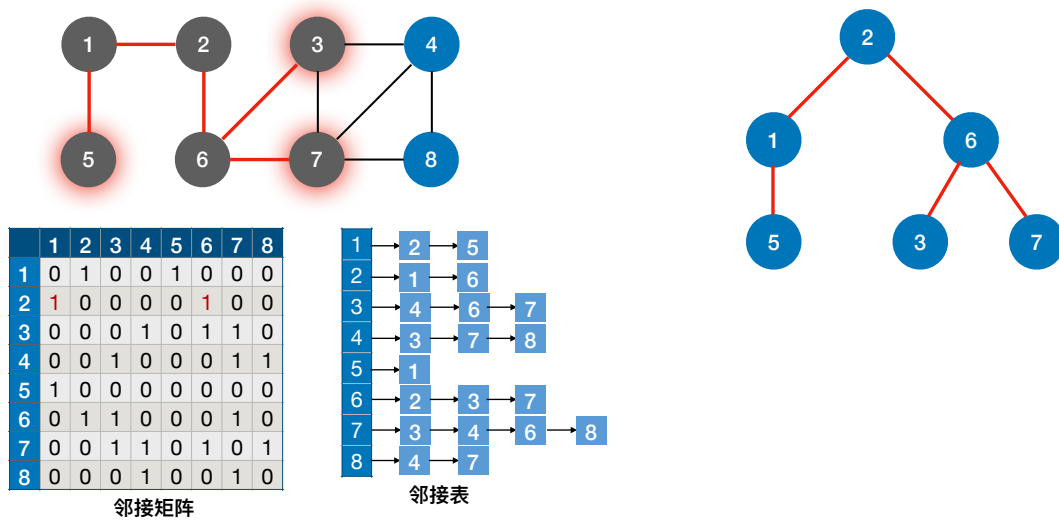 1 2 3 4
5 6 7 8
2
1 6
5 3 7
1 2 3 4 5 6 7 8
1 0 1 0 0 1 0 0 0
2 1 0 0 0 0 1 0 0
3 0 0 0 1 0 1 1 0
4 0 0 1 0 0 0 1 1
5 1 0 0 0 0 0 0 0
6 0 1 1 0 0 0 1 0
7 0 0 1 1 0 1 0 1
8 0 0 0 1 0 0 1 0
邻接矩阵
1 2 5
2 1 6
3 4 6 7
4 3 7 8
5 1
6 2 3 7
7 3 4 6 8
8 4 7
邻接表